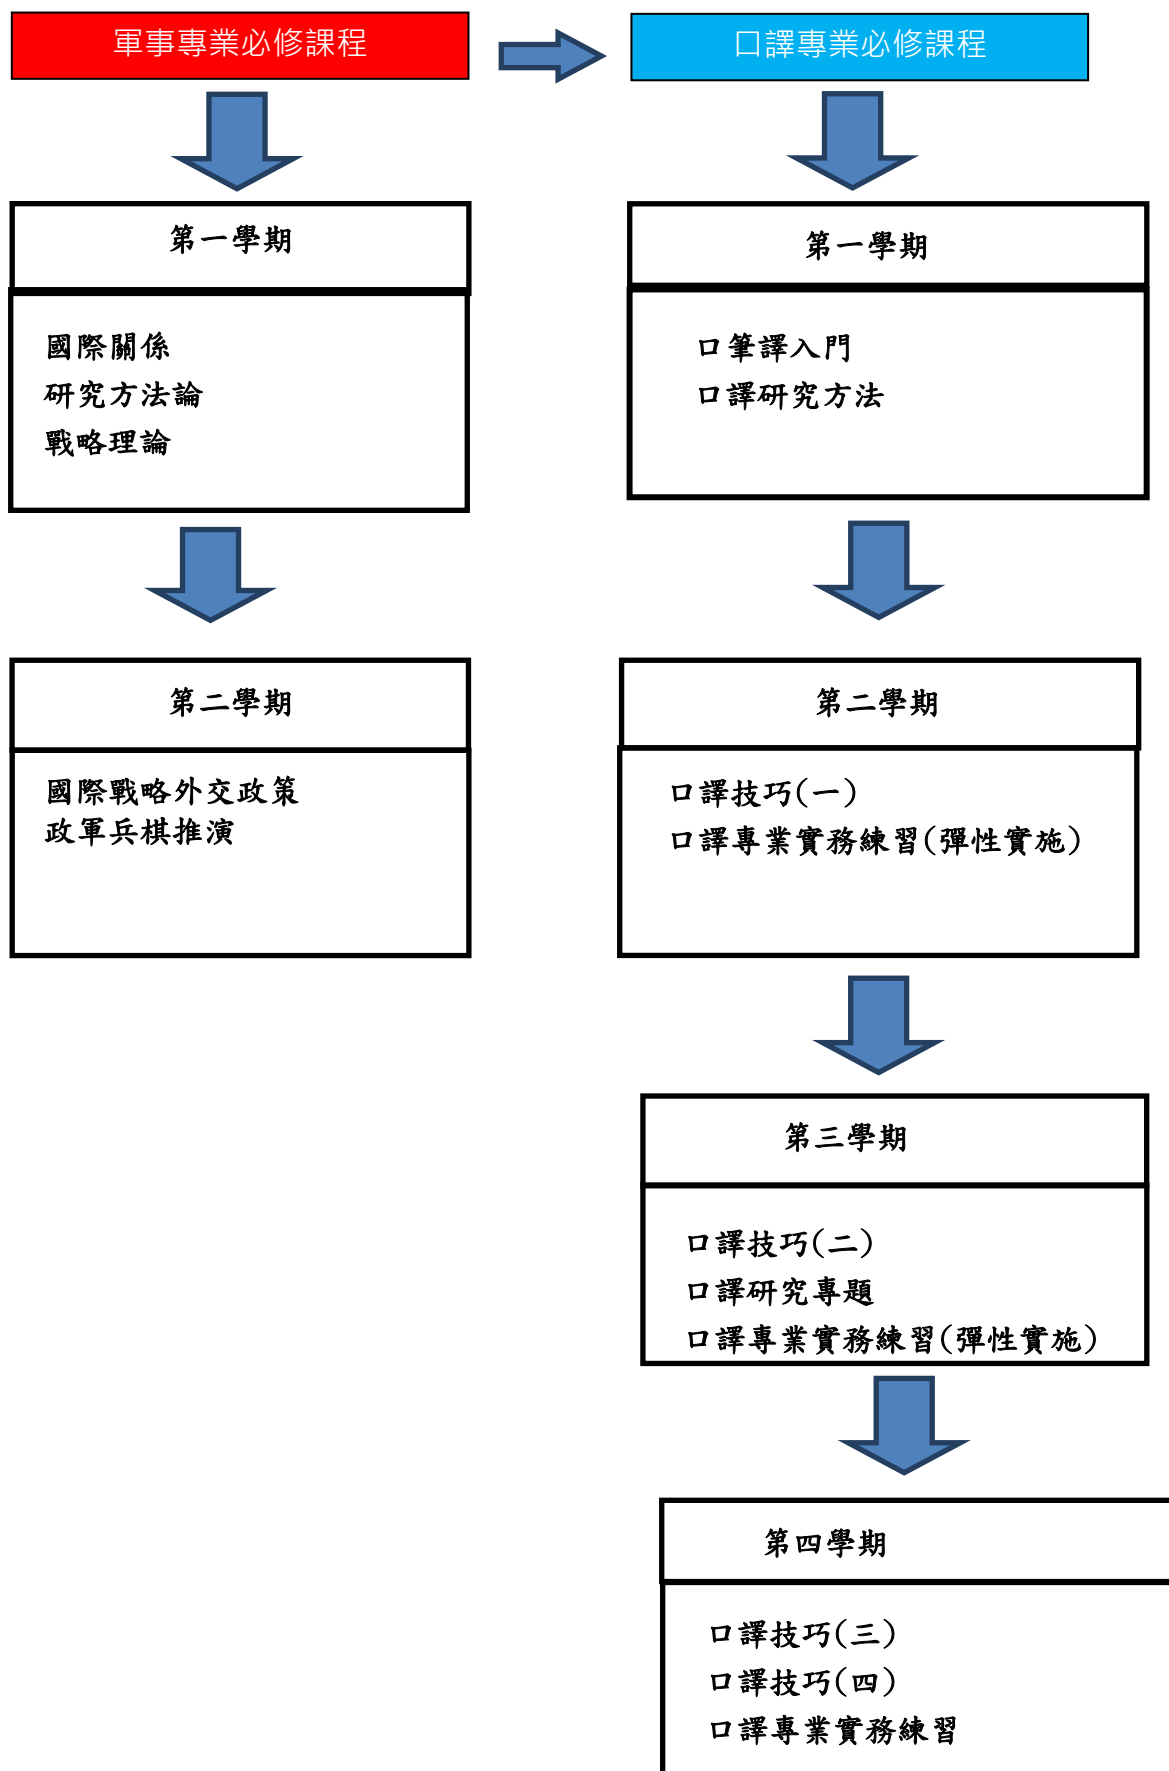 軍事專業必修課程
口譯專業必修課程
第一學期
國際關係
研究方法論
戰略理論
第二學期
國際戰略外交政策
政軍兵棋推演
第一學期
口筆譯入門
口譯研究方法
第二學期
口譯技巧(一)
口譯專業實務練習(彈性實施)
第三學期
口譯技巧(二)
口譯研究專題
口譯專業實務練習(彈性實施)
第四學期
口譯技巧(三)
口譯技巧(四)
口譯專業實務練習